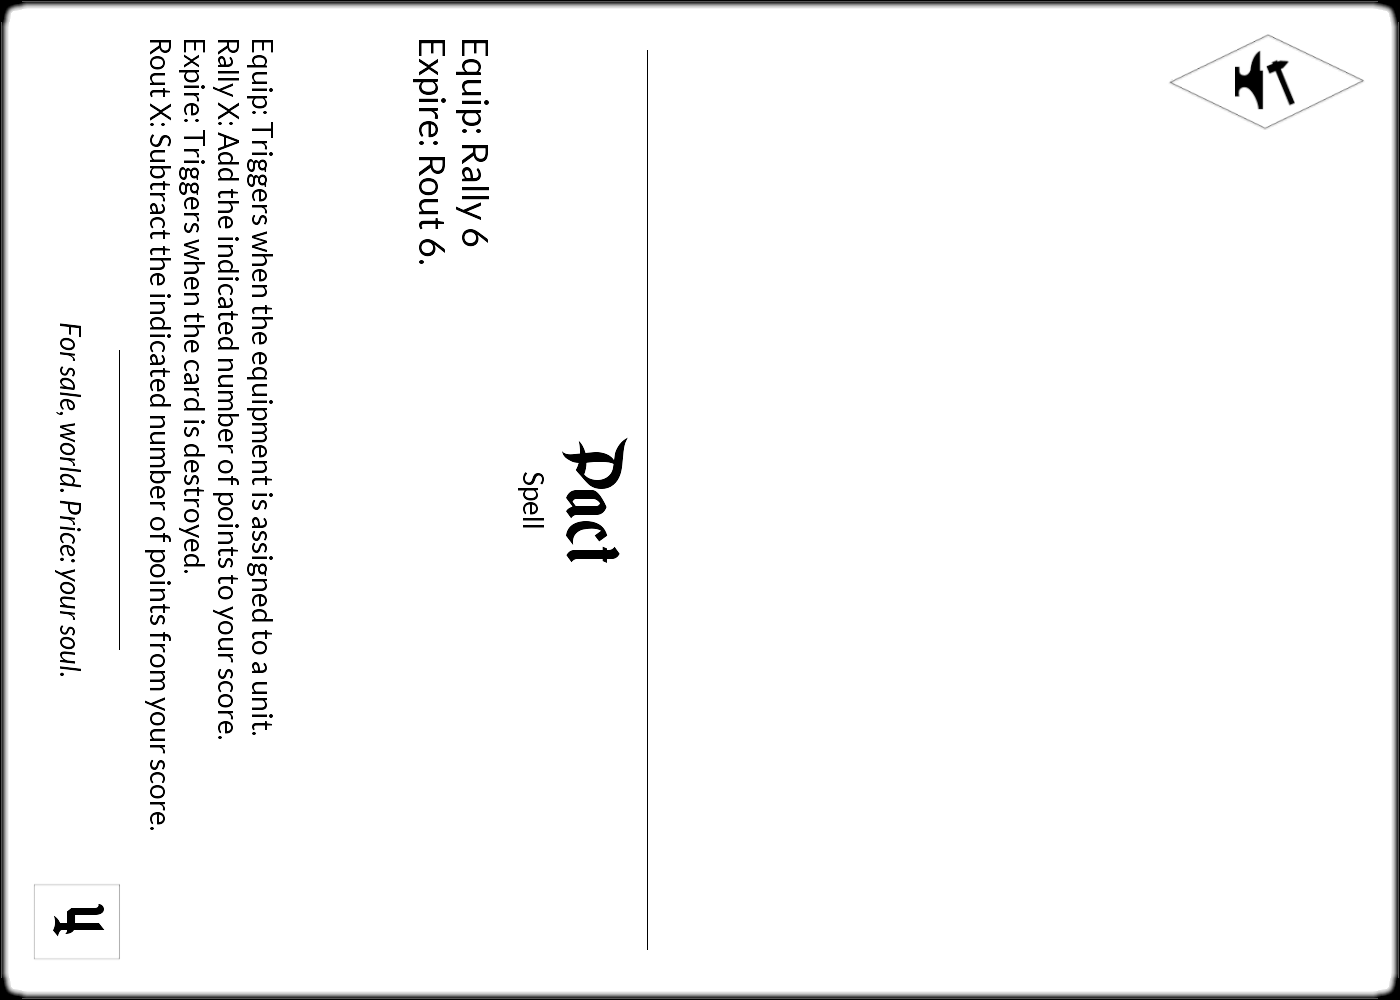 Pact
Spell
Equip: Rally 6
Expire: Rout 6.
Equip: Triggers when the equipment is assigned to a unit.
Rally X: Add the indicated number of points to your score.
Expire: Triggers when the card is destroyed.
Rout X: Subtract the indicated number of points from your score.
For sale, world. Price: your soul.
4